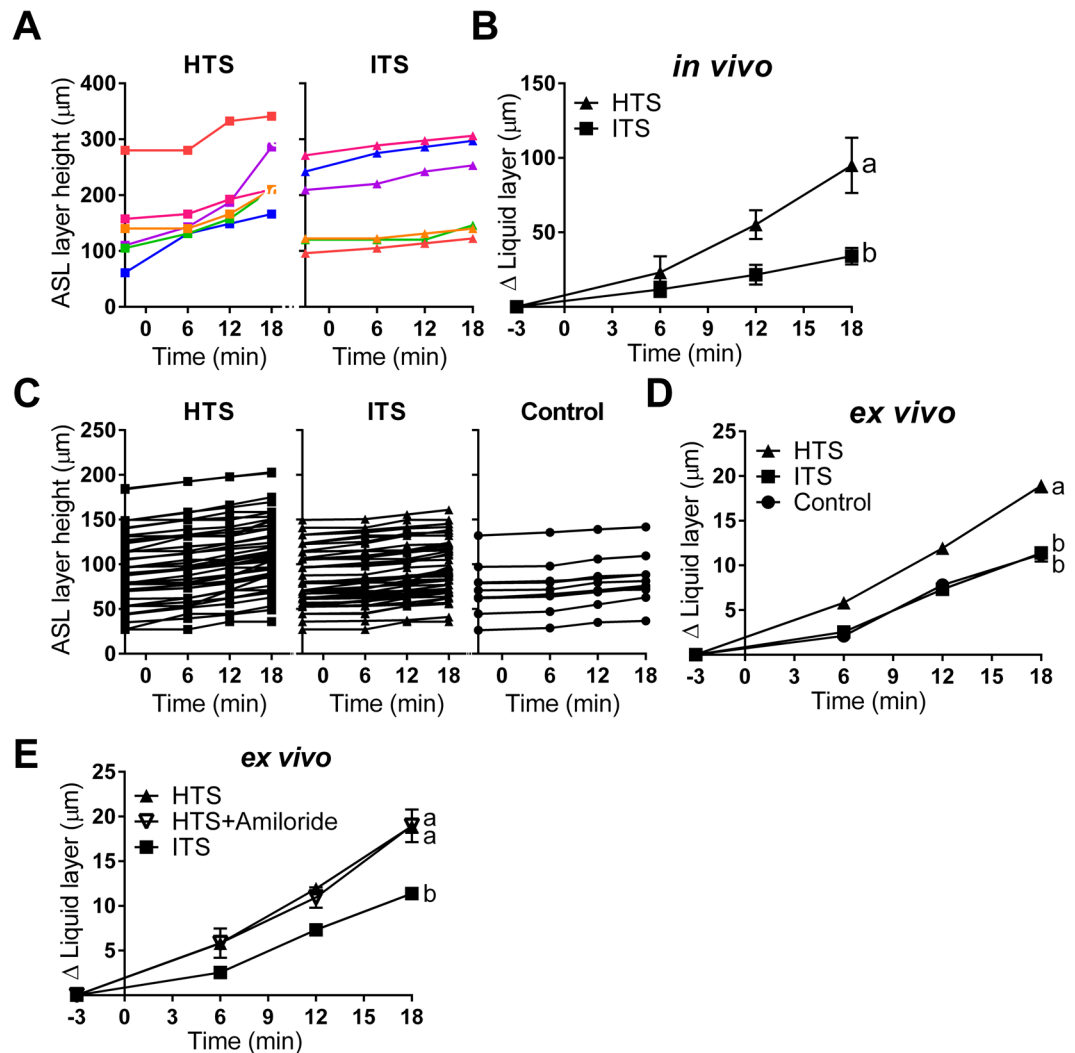 A
HTS
ITS
ASL layer height (μm)
400
300
200
100
0
0 6 12 18
0 6 12 18
Time (min)
Time (min)
B
in vivo
HTS
ITS
Δ Liquid layer (μm)
150
100
50
-3 0 3 6 9 12 15 18
Time (min)
a
b
C
HTS
ITS
Control
ASL layer height (μm)
250
200
150
100
50
0
0 6 12 18
0 6 12 18
0 6 12 18
Time (min)
Time (min)
Time (min)
D
ex vivo
HTS
ITS
Control
Δ Liquid layer (μm)
25
20
15
10
5
-3 0 3 6 9 12 15 18
Time (min)
a
b
b
E
ex vivo
HTS
HTS+Amiloride
ITS
Δ Liquid layer (μm)
25
20
15
10
5
-3 0 3 6 9 12 15 18
Time (min)
a
a
b